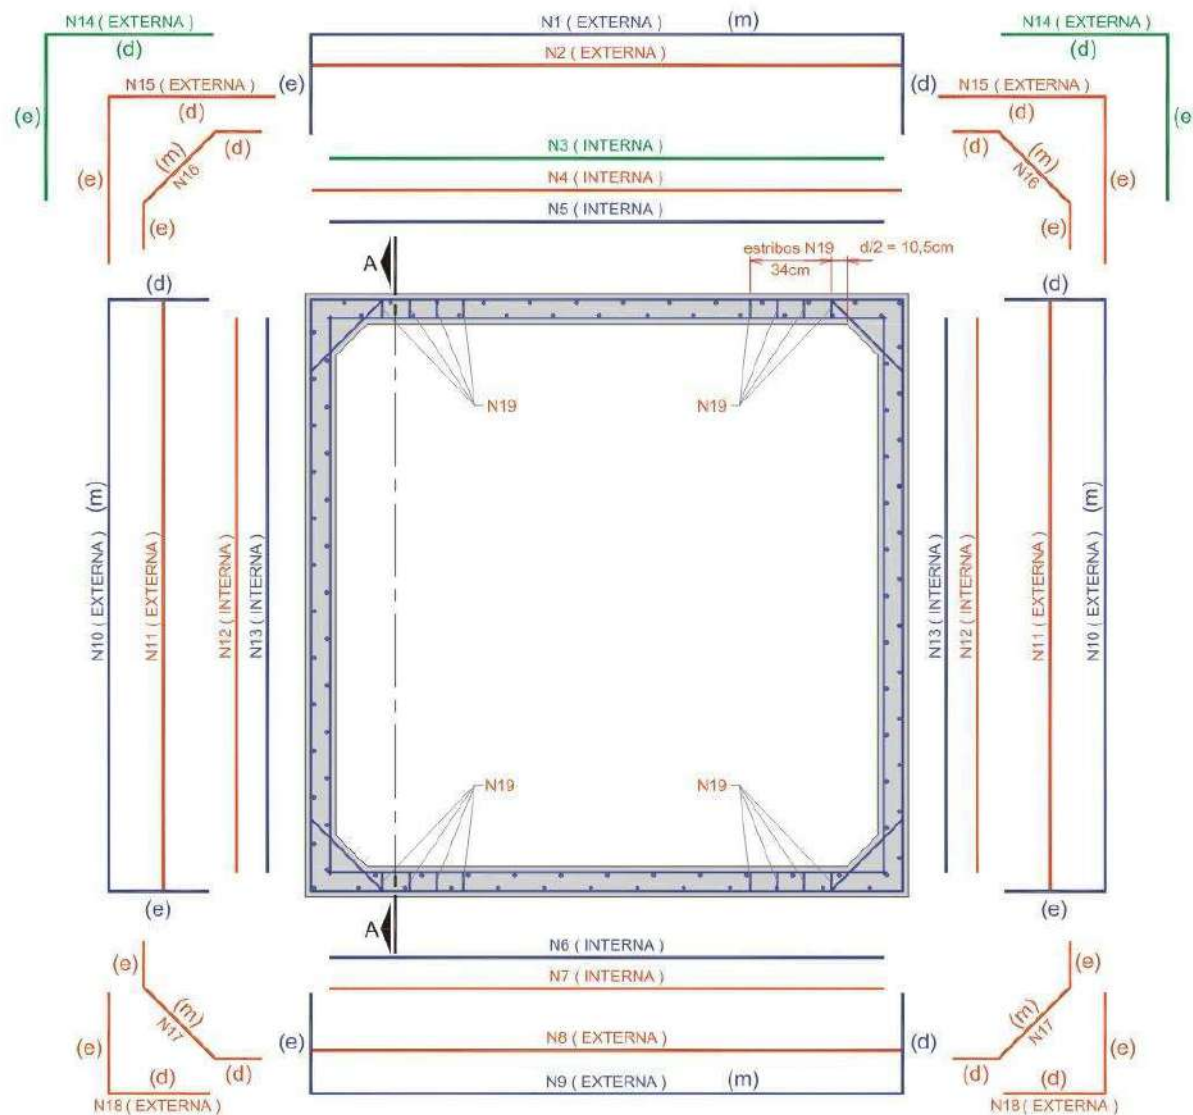 N14 ( EXTERNA )
(d)
(e)
N15 ( EXTERNA )
(d)
(e)
(m)
N16
(d)
(e)
N1 ( EXTERNA ) (m)
N2 ( EXTERNA )
(e)
(d)
N3 ( INTERNA )
N4 ( INTERNA )
N5 ( INTERNA )
N14 ( EXTERNA )
(d)
(e)
N15 ( EXTERNA )
(d)
(e)
(d)
(m)
N16
(e)
A
estribos N19
34cm
d/2 = 10,5cm
(d)
N10 ( EXTERNA ) (m)
(e)
N11 ( EXTERNA )
N12 ( INTERNA )
N13 ( INTERNA )
N19
N19
N19
N19
N13 ( INTERNA )
N12 ( INTERNA )
N11 ( EXTERNA )
(d)
N10 ( EXTERNA ) (m)
(e)
A
N6 ( INTERNA )
N7 ( INTERNA )
N8 ( EXTERNA )
(e)
(d)
N9 ( EXTERNA ) (m)
(e)
(m)
N17
(d)
(e)
(d)
N18 ( EXTERNA )
(e)
(m)
N17
(d)
(e)
(d)
N18 ( EXTERNA )